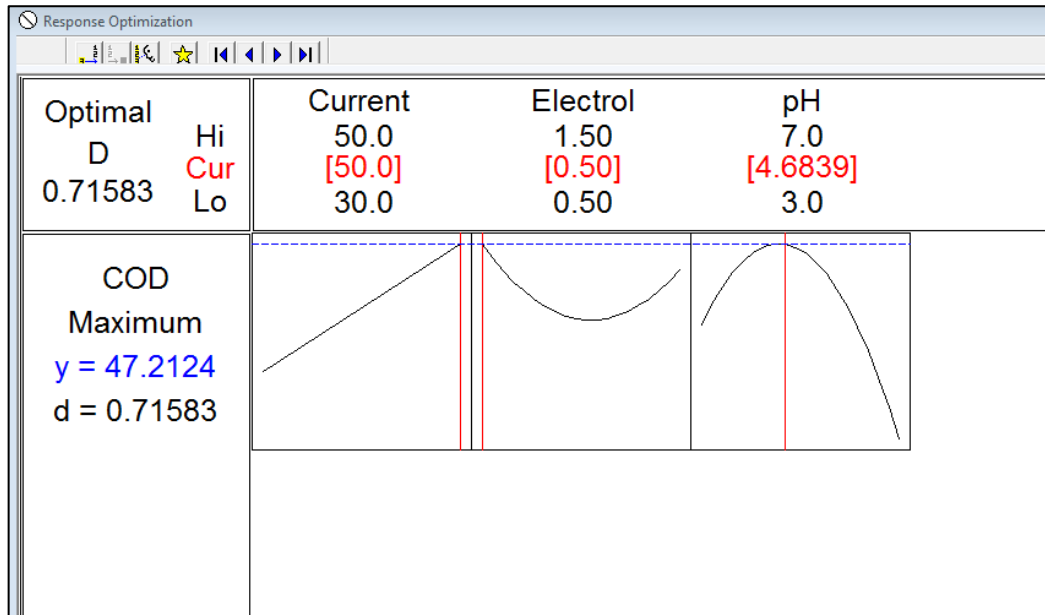 Response Optimization
Optimal
D
0.71583
Hi
Cur
Lo
Current
50.0
[50.0]
30.0
Electrol
1.50
[0.50]
0.50
pH
7.0
[4.6839]
3.0
COD
Maximum
y = 47.2124
d = 0.71583